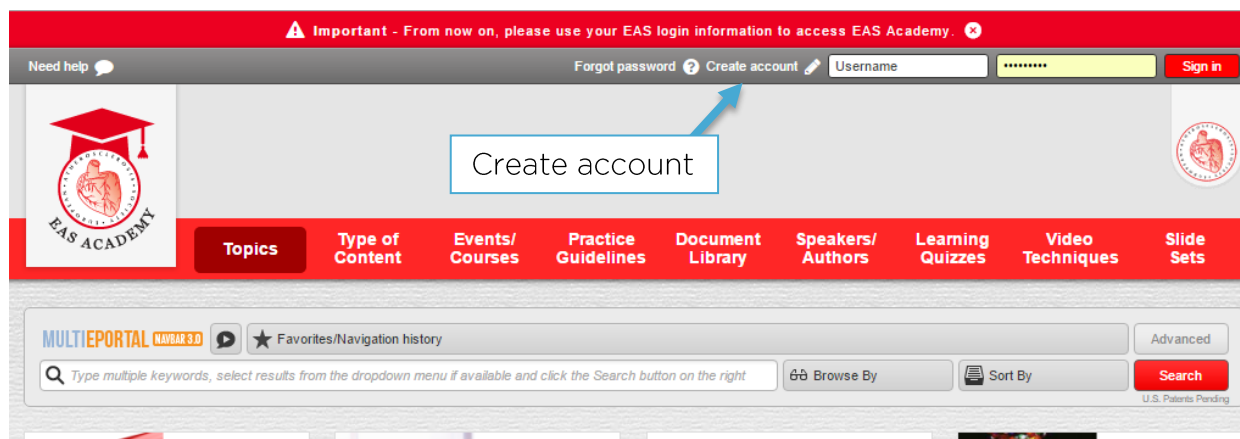 Important - From now on, please use your EAS login information to access EAS Academy.
Need help
Forgot password ? Create account
Username
•••••••••
Sign in
Create account
EAS ACADEMY
Topics
Type of
Content
Events/
Courses
Practice
Guidelines
Document
Library
Speakers/
Authors
Learning
Quizzes
Video
Techniques
Slide
Sets
MULTIEPORTAL NAVBAR 3.0
Favorites/Navigation history
Advanced
Type multiple keywords, select results from the dropdown menu if available and click the Search button on the right
Browse By
Sort By
Search
U.S. Patents Pending